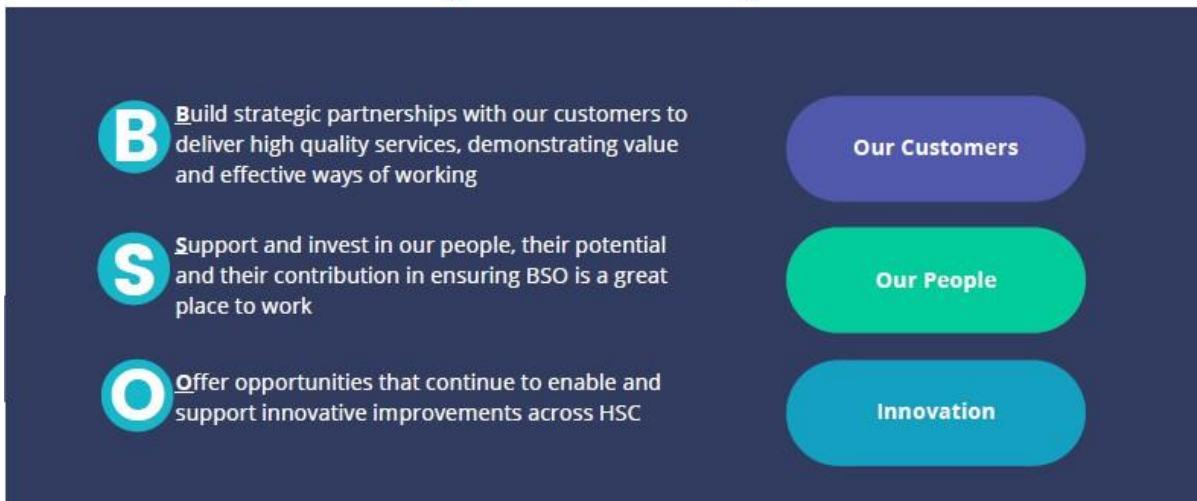 B
Build strategic partnerships with our customers to
deliver high quality services, demonstrating value
and effective ways of working
Our Customers
S
Support and invest in our people, their potential
and their contribution in ensuring BSO is a great
place to work
Our People
O
Offer opportunities that continue to enable and
support innovative improvements across HSC
Innovation